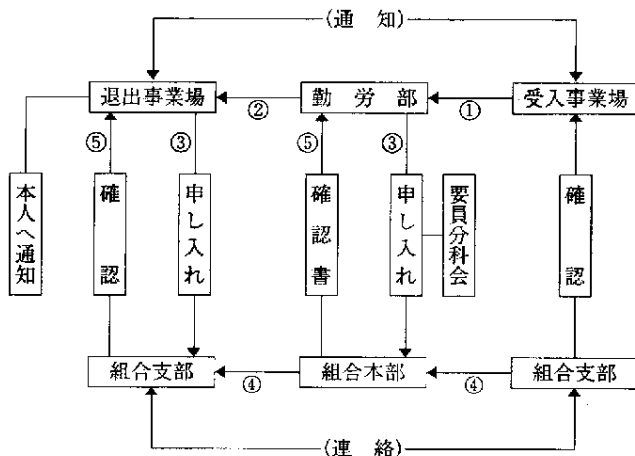 (通 知)
退出事業場
勤労部
受入事業場
②
①
⑤
③
⑤
③
本人へ通知
確認
申し入れ
確認書
申し入れ
要員分科会
確認
組合支部
組合本部
組合支部
④
④
(連 絡)